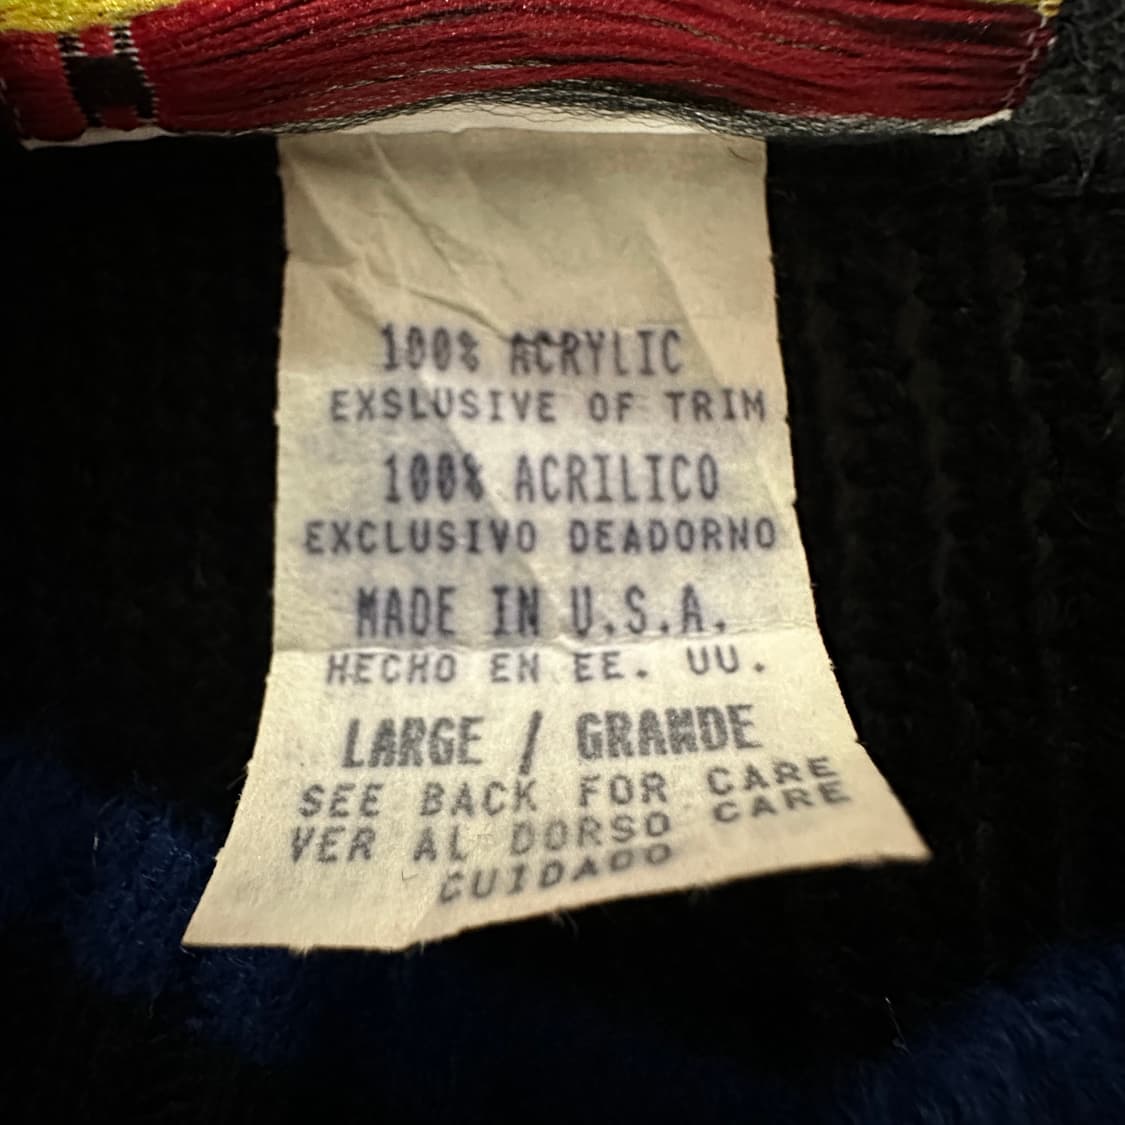 100% ACRYLIC
EXSLUSIVE OF TRIM
100% ACRILICO
EXCLUSIVO DEADORNO
MADE IN U.S.A.
HECHO EN EE. UU.
LARGE / GRANDE
SEE BACK FOR CARE
VER AL DORSO CARE
CUIDADO